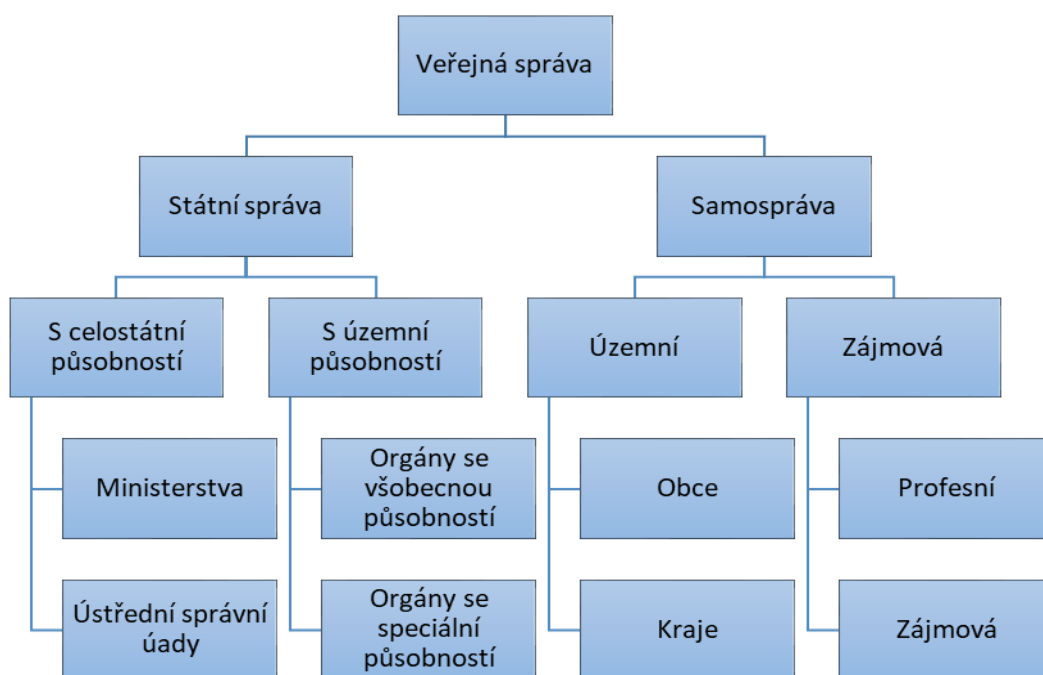 Veřejná správa
Státní správa
Samospráva
S celostátní
působností
S územní
působností
Územní
Zájmová
Ministerstva
Orgány se
všobecnou
působností
Obce
Profesní
Ústřední správní
úady
Orgány se
speciální
působností
Kraje
Zájmová